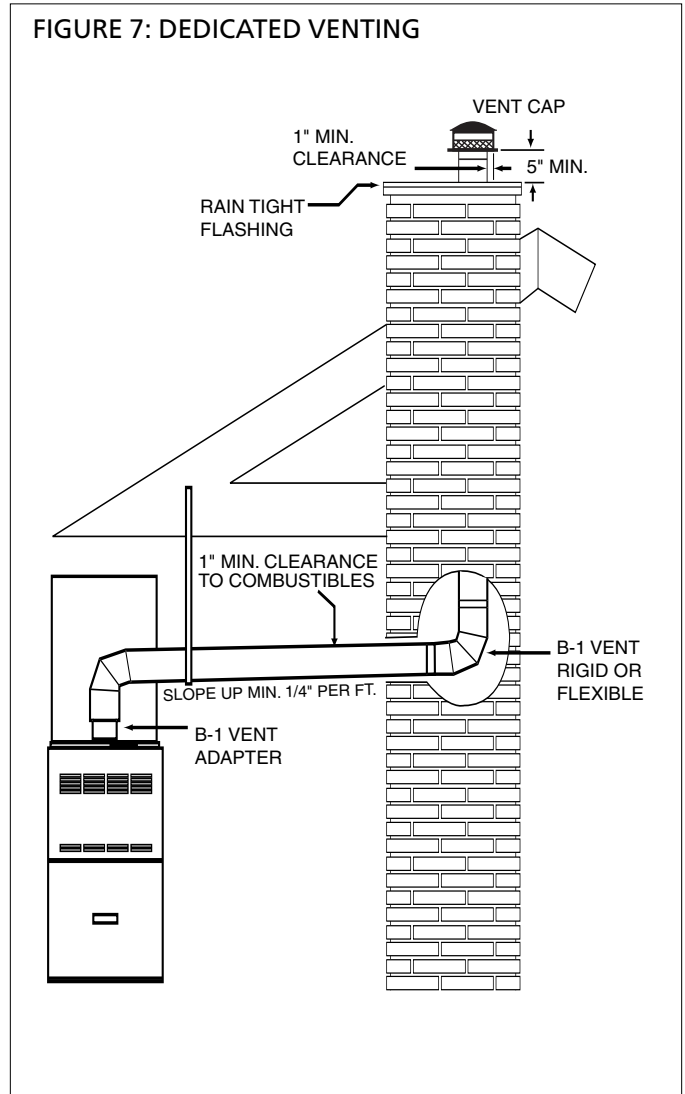 FIGURE 7: DEDICATED VENTING
VENT CAP
1" MIN.
CLEARANCE
5" MIN.
RAIN TIGHT
FLASHING
1" MIN. CLEARANCE
TO COMBUSTIBLES
SLOPE UP MIN. 1/4" PER FT.
B-1 VENT
RIGID OR
FLEXIBLE
B-1 VENT
ADAPTER